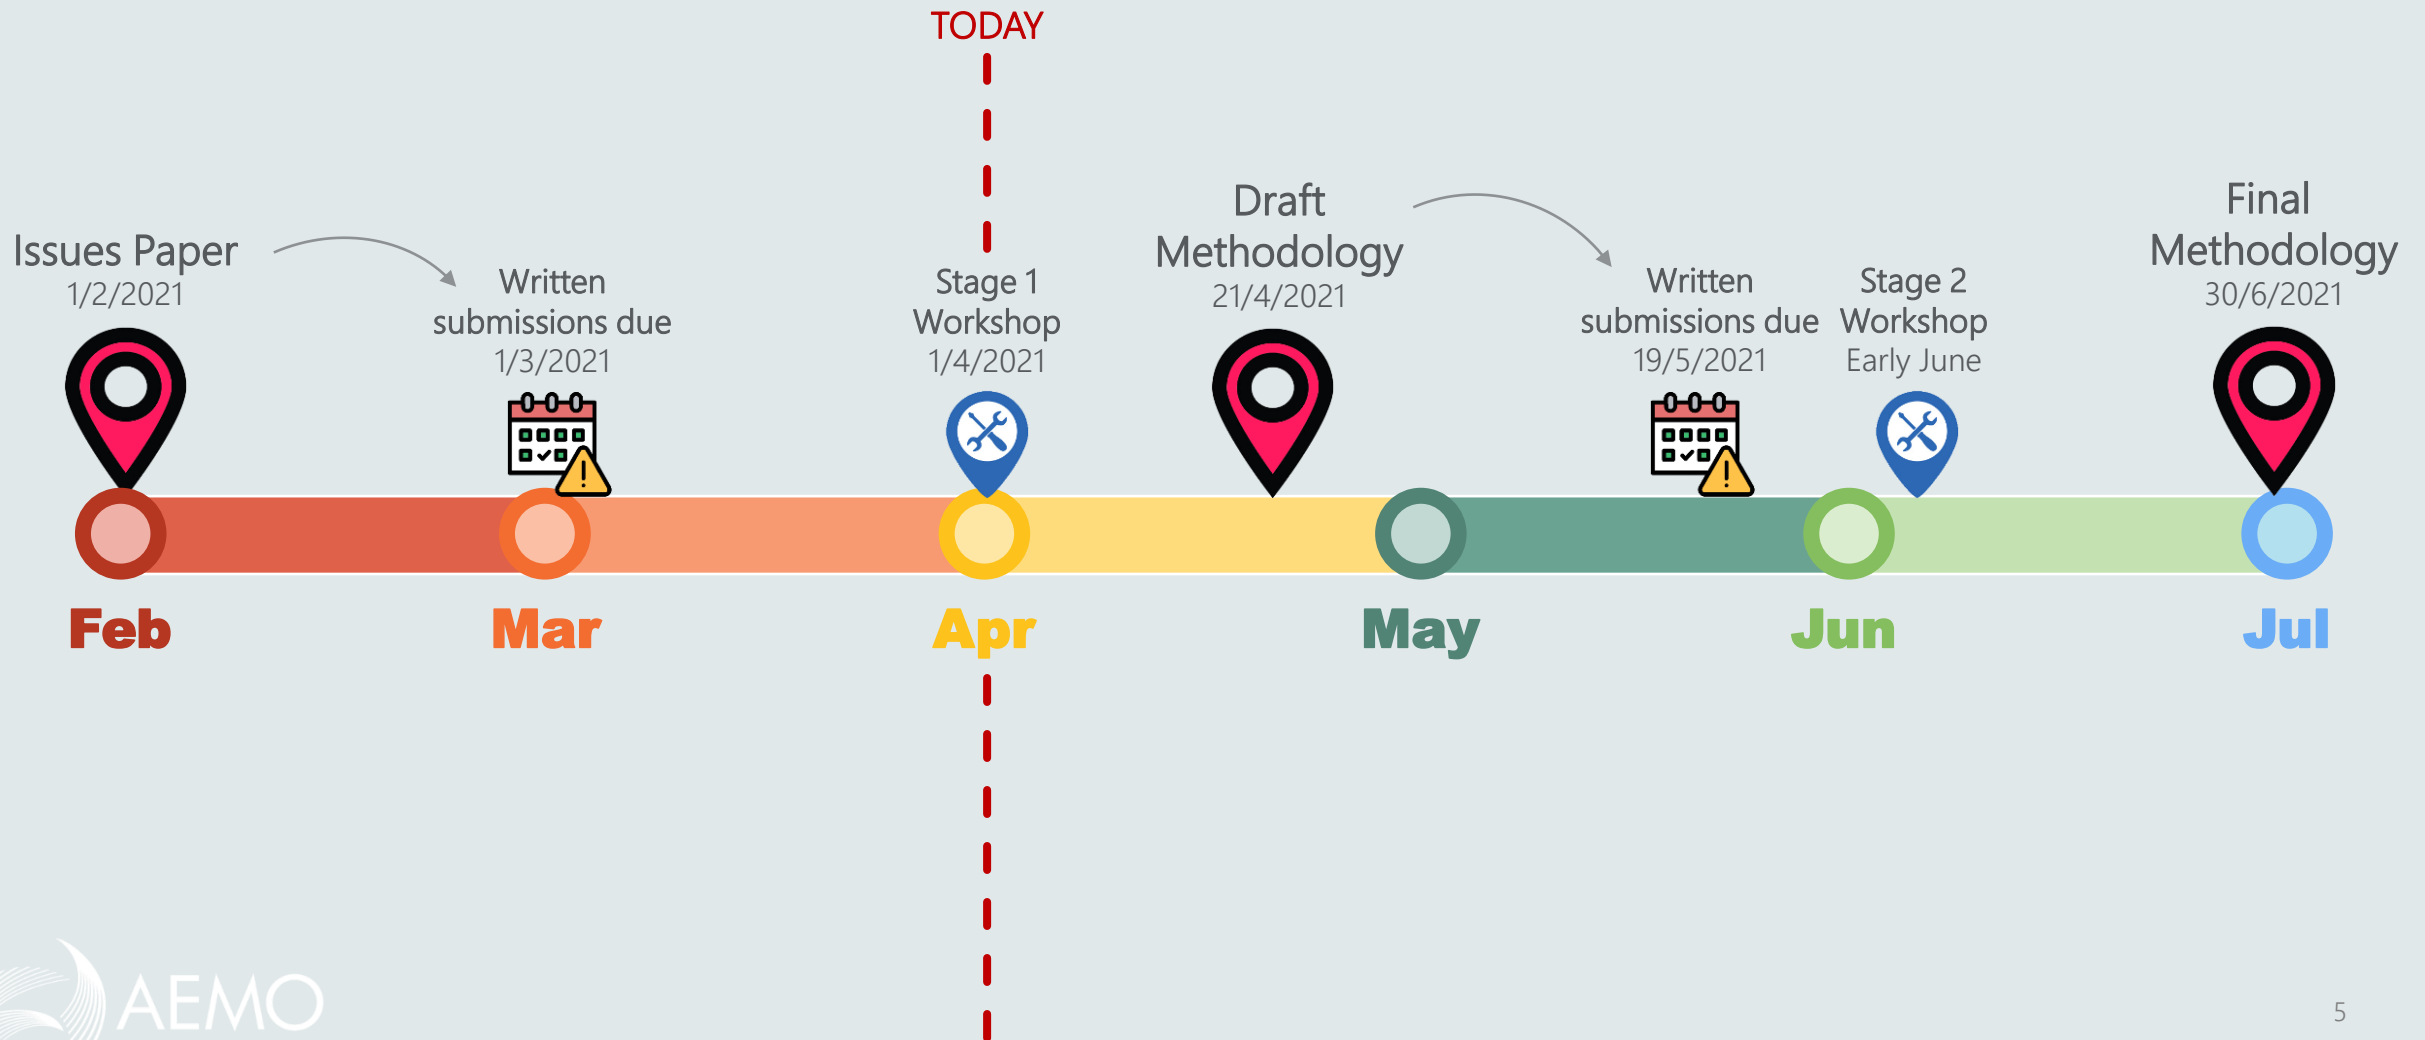 TODAY
Issues Paper
1/2/2021
Written
submissions due
1/3/2021
Stage 1
Workshop
1/4/2021
Draft
Methodology
21/4/2021
Written
submissions due
19/5/2021
Stage 2
Workshop
Early June
Final
Methodology
30/6/2021
Feb
Mar
Apr
May
Jun
Jul
AEMO
5